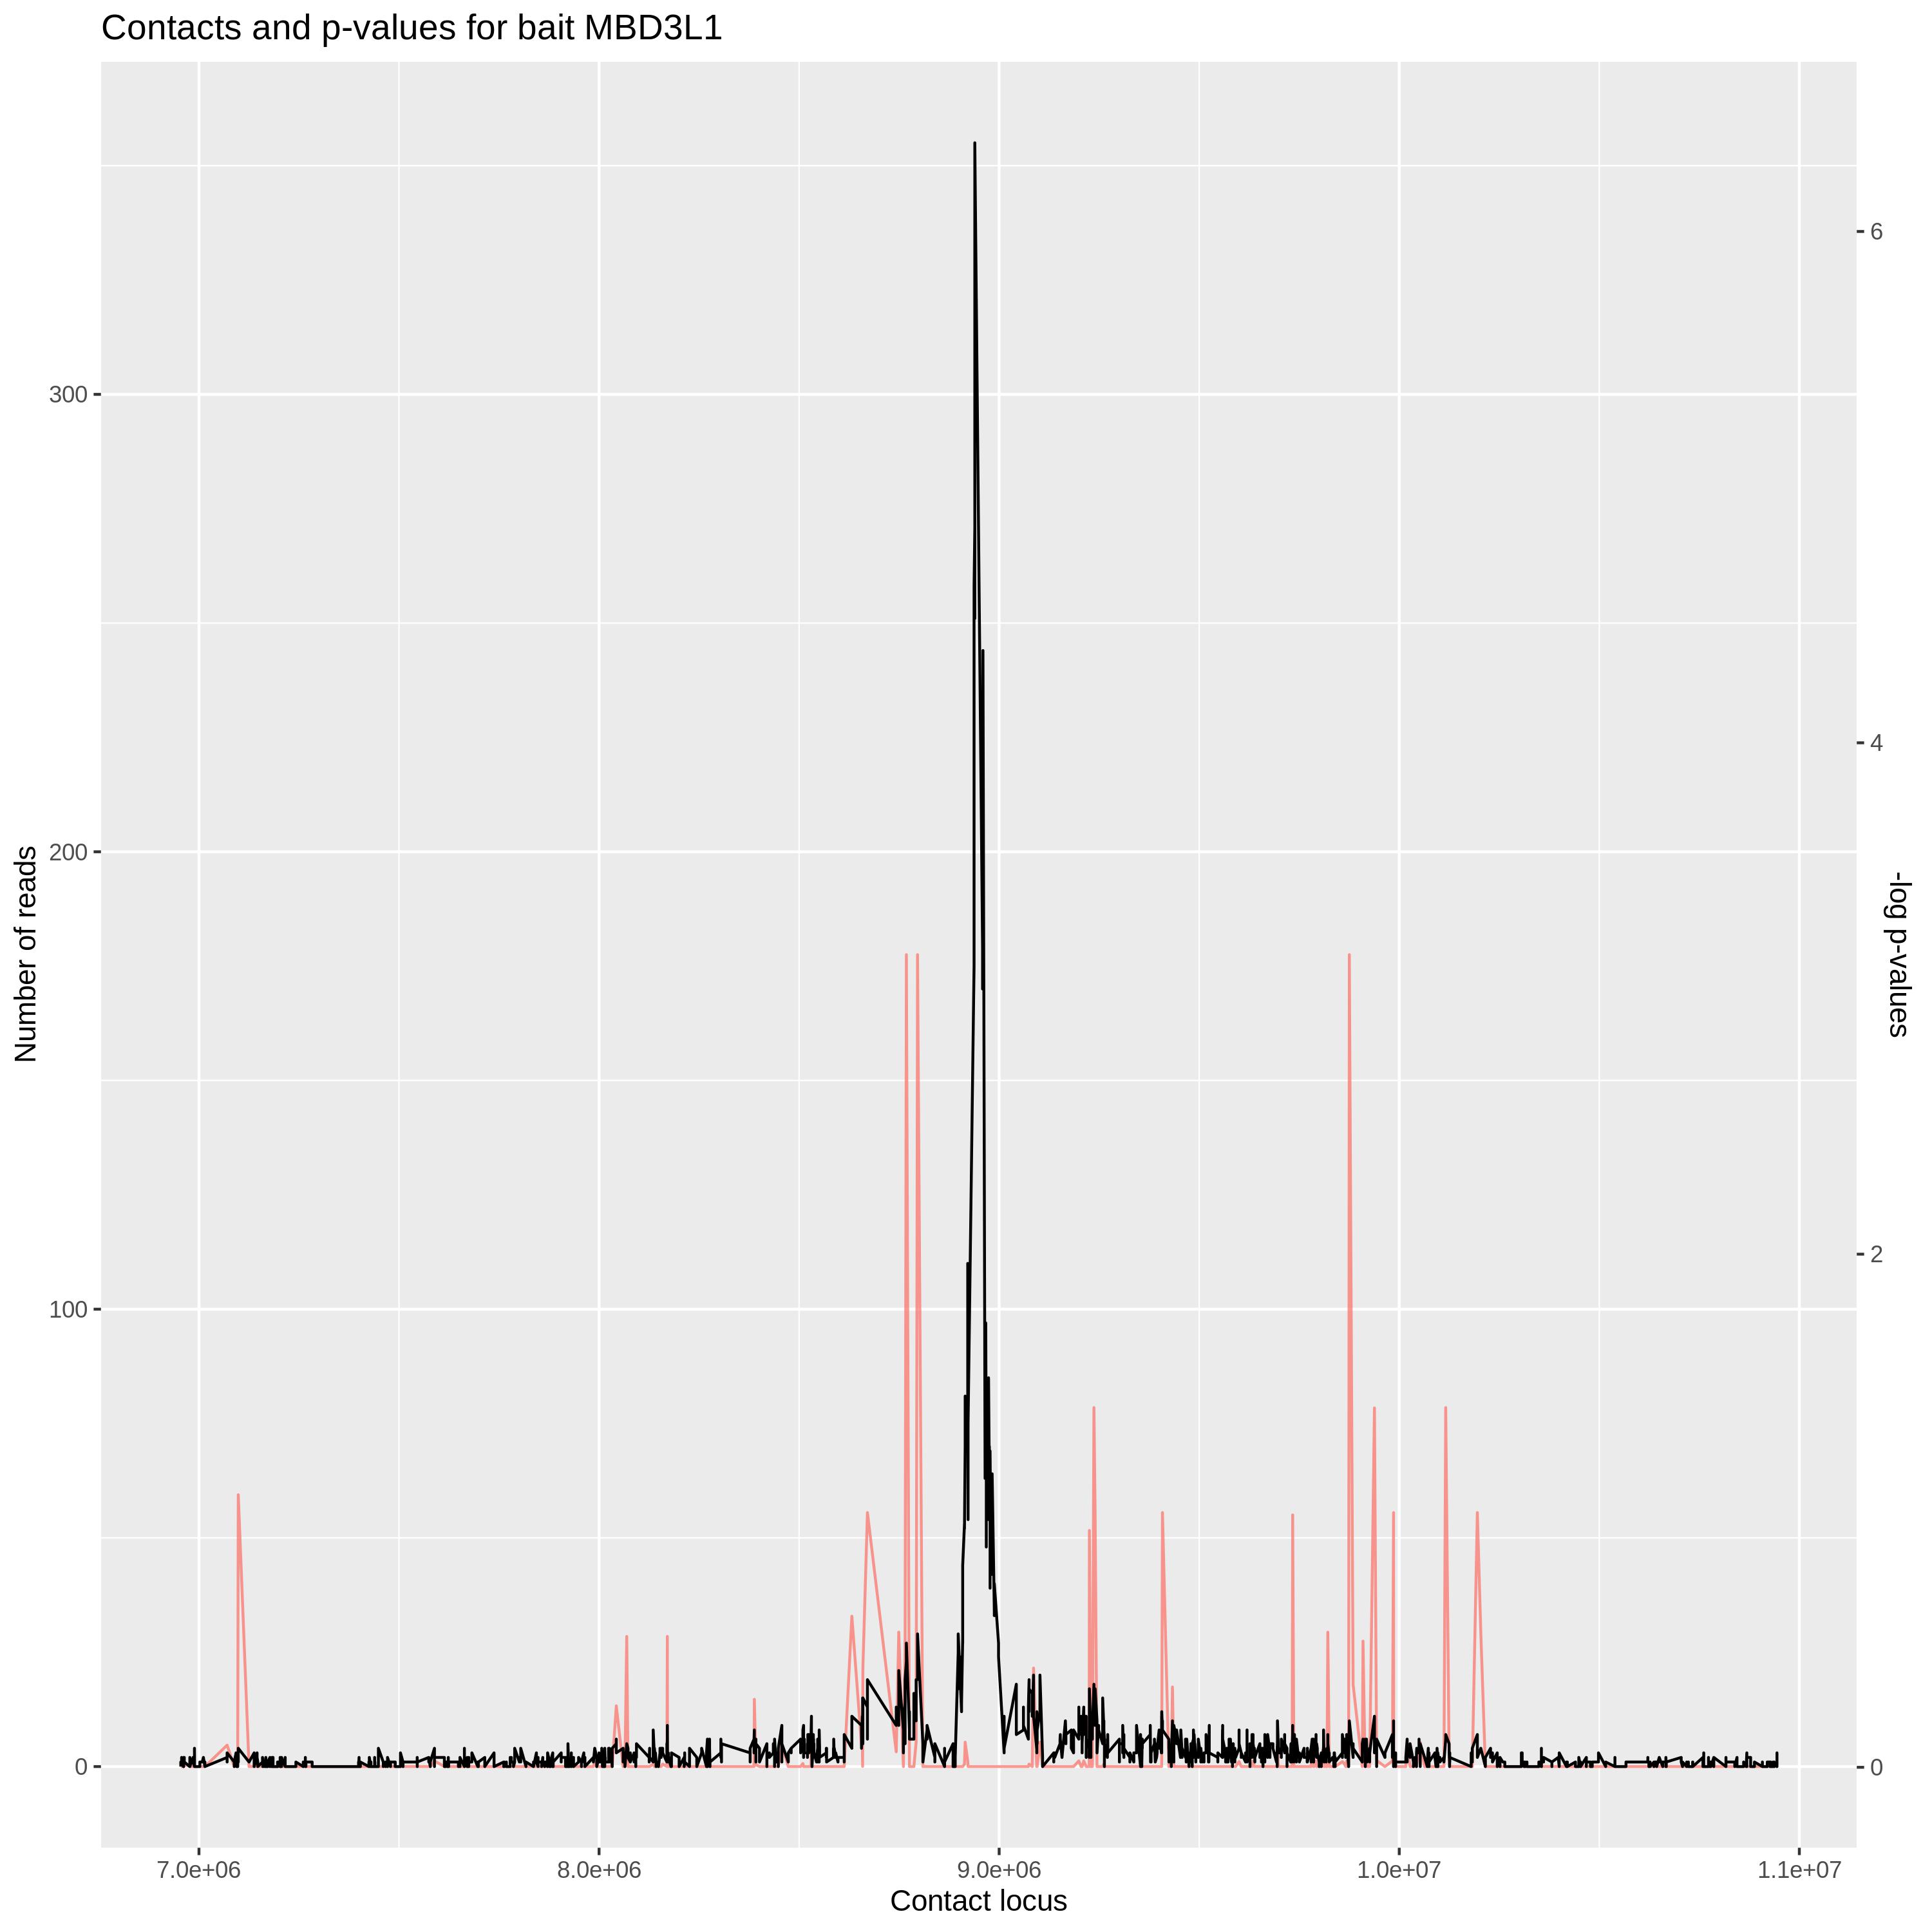 Contacts and p-values for bait MBD3L1
Number of reads
300
200
100
0
6
4
2
0
-log p-values
7.0e+06
8.0e+06
9.0e+06
1.0e+07
1.1e+07
Contact locus